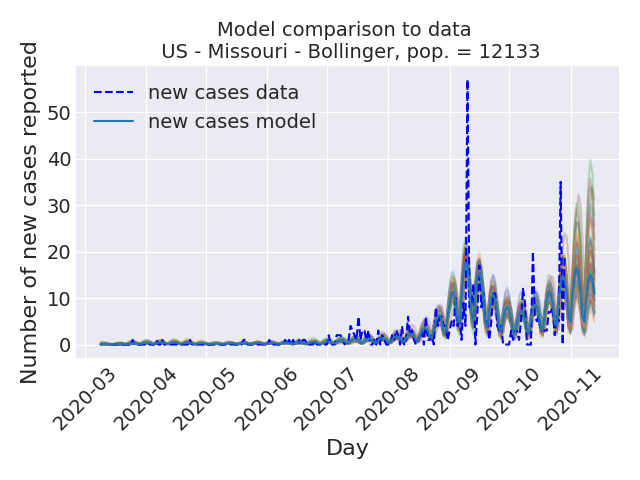 Model comparison to data
US - Missouri - Bollinger, pop. = 12133
new cases data
new cases model
Number of new cases reported
50
40
30
20
10
0
2020-03
2020-04
2020-05
2020-06
2020-07
2020-08
2020-09
2020-10
2020-11
Day